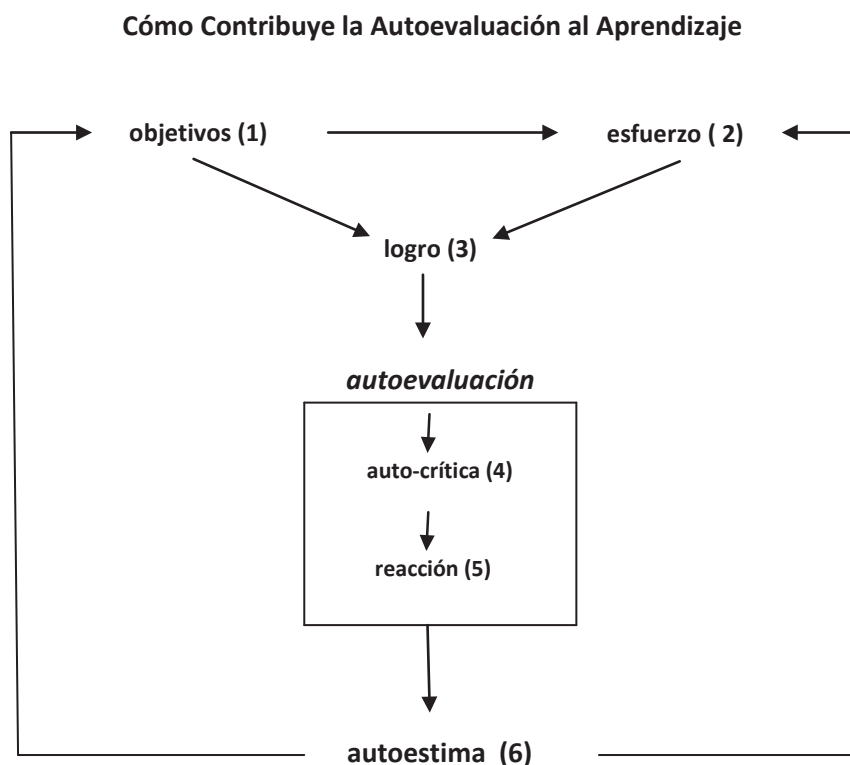 Cómo Contribuye la Autoevaluación al Aprendizaje
objetivos (1)
esfuerzo ( 2)
logro (3)
autoevaluación
auto-crítica (4)
reacción (5)
autoestima (6)